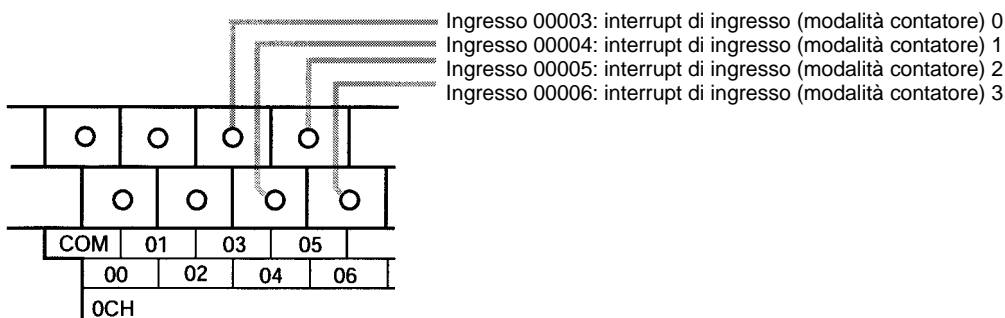 Ingresso 00003: interrupt di ingresso (modalità contatore) 0
Ingresso 00004: interrupt di ingresso (modalità contatore) 1
Ingresso 00005: interrupt di ingresso (modalità contatore) 2
Ingresso 00006: interrupt di ingresso (modalità contatore) 3
COM 01 03 05
00 02 04 06
0CH